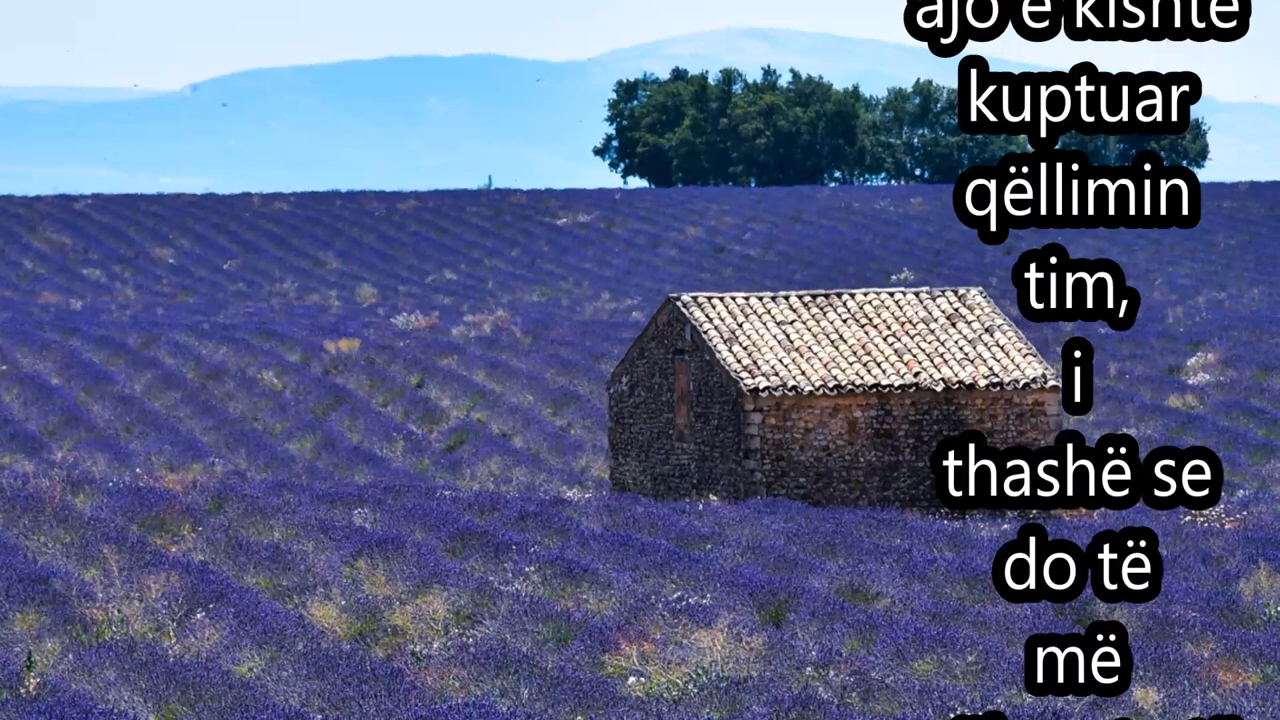 ajo e kishte
kuptuar
qëllimin
tim,
i
thashë se
do të
më